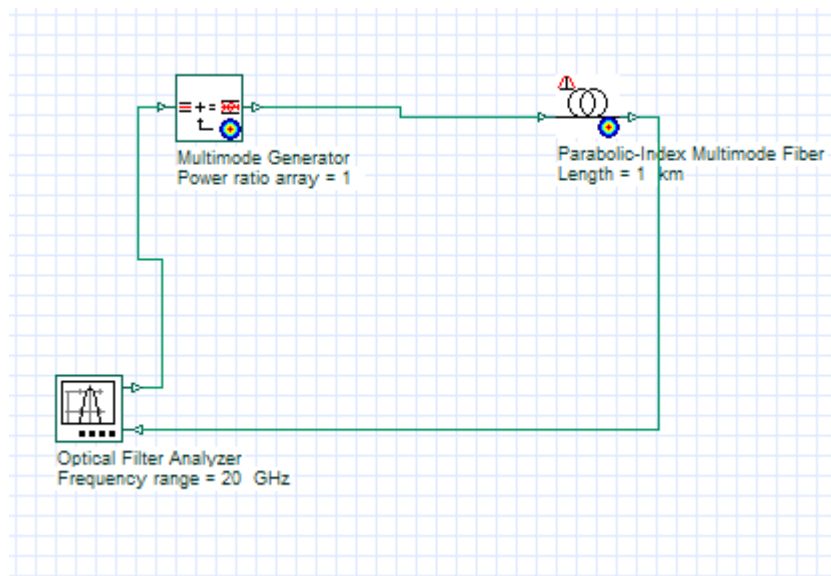 Multimode Generator
Power ratio array = 1
Parabolic-Index Multimode Fiber
Length = 1 km
Optical Filter Analyzer
Frequency range = 20 GHz